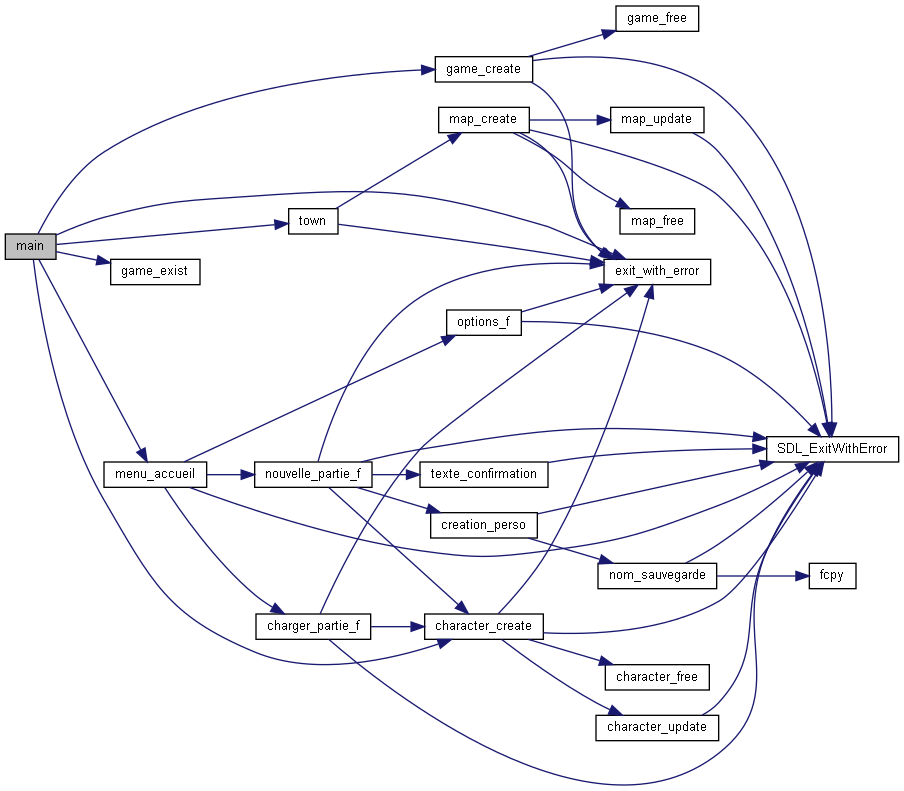 game_free
game_create
map_create
map_update
town
map_free
main
game_exist
exit_with_error
options_f
SDL_ExitWithError
menu_accueil
nouvelle_partie_f
texte_confirmation
creation_perso
nom_sauvegarde
fcpy
charger_partie_f
character_create
character_free
character_update